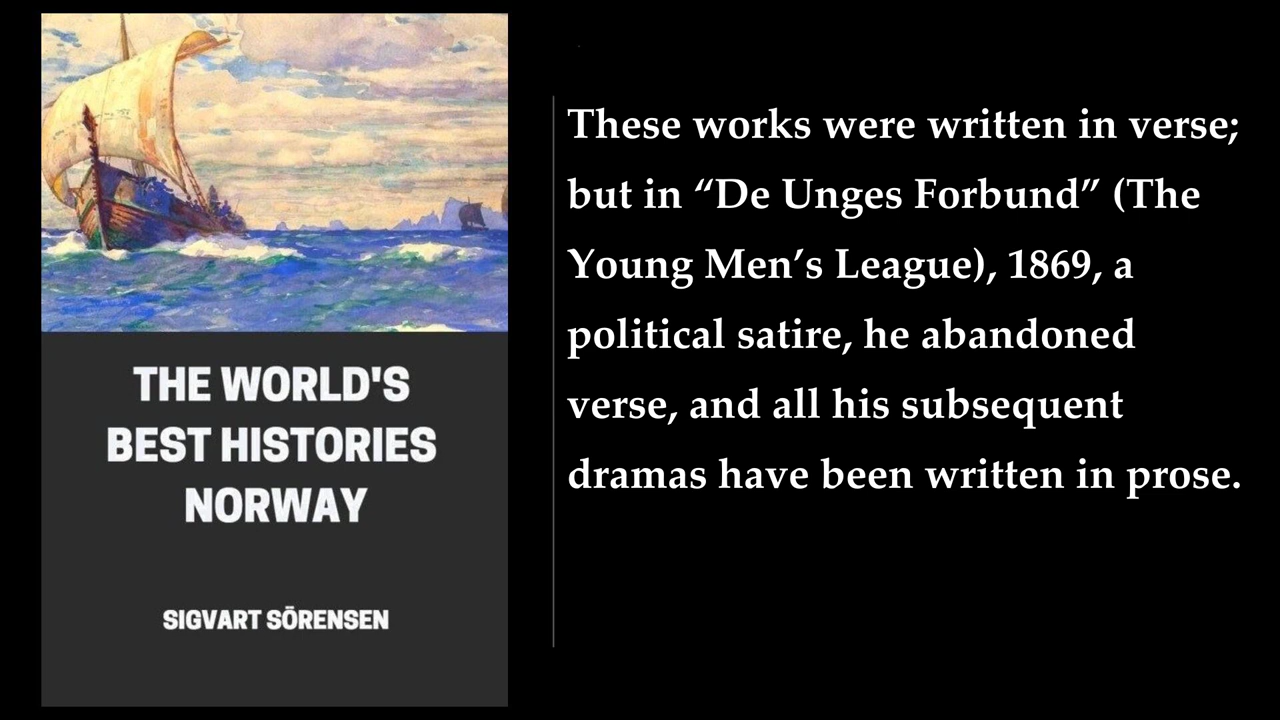 THE WORLD'S
BEST HISTORIES
NORWAY
SIGVART SÖRENSEN
These works were written in verse;
but in “De Unges Forbund” (The
Young Men’s League), 1869, a
political satire, he abandoned
verse, and all his subsequent
dramas have been written in prose.